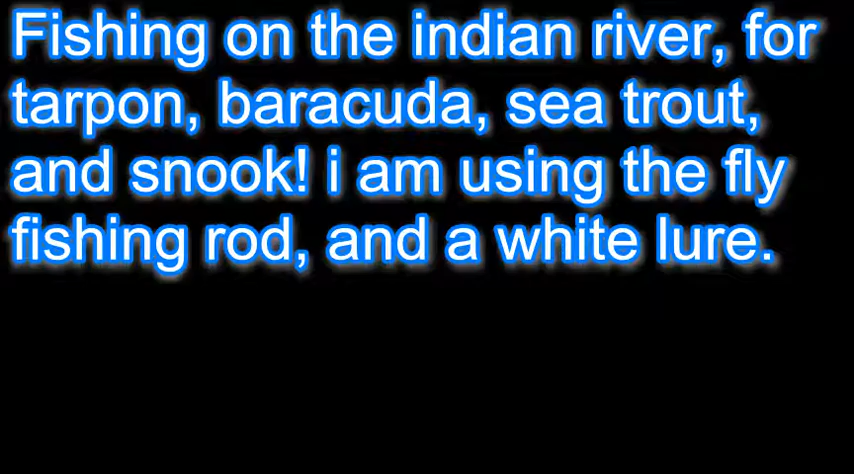 Fishing on the indian river, for
tarpon, baracuda, sea trout,
and snook! i am using the fly
fishing rod, and a white lure.